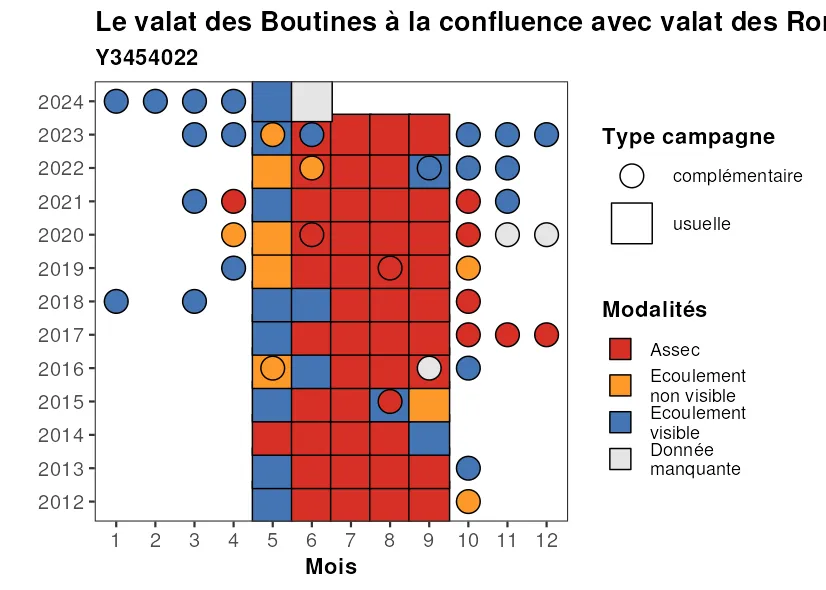 Le valat des Boutines à la confluence avec valat des
Y3454022
2024
2023
2022
2021
2020
2019
2018
2017
2016
2015
2014
2013
2012
1 2 3 4 5 6 7 8 9 10 11 12
Mois
Type campagne
complémentaire
usuelle
Modalités
Assec
Ecoulement
non visible
Ecoulement
visible
Donnée
manquante